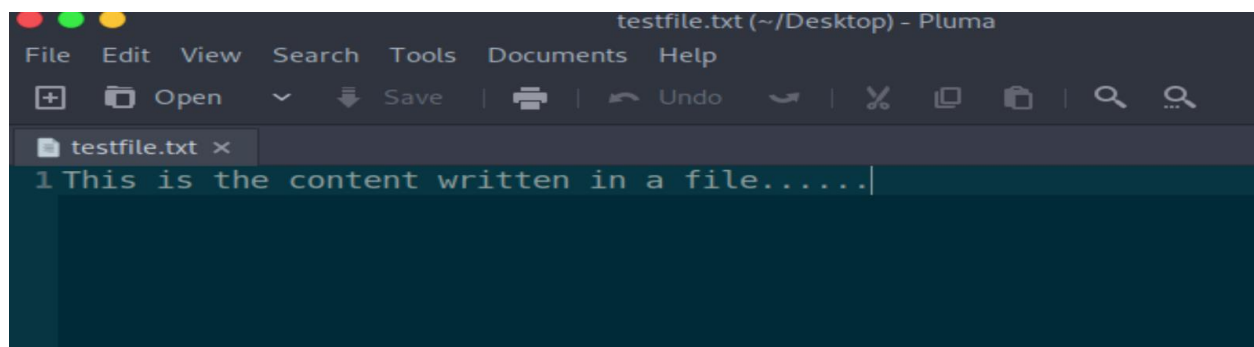 testfile.txt (~/Desktop) - Pluma
File Edit View Search Tools Documents Help
Open Save Undo
testfile.txt ×
1 This is the content written in a file......